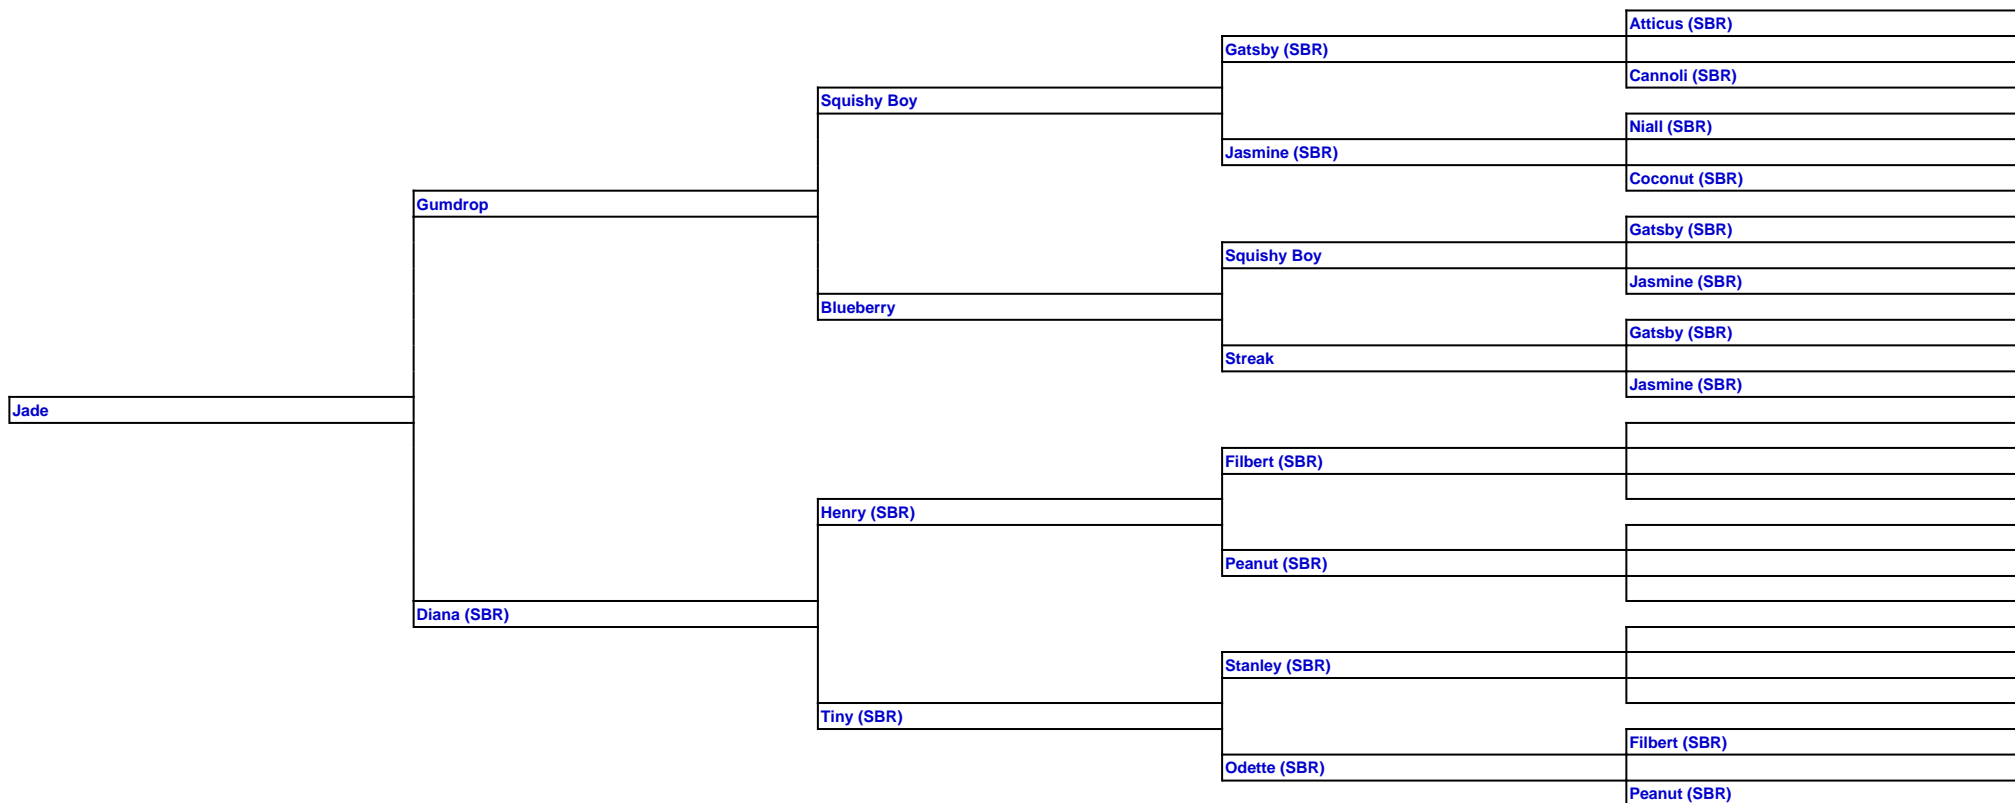 Atticus (SBR)
Gatsby (SBR)
Cannoli (SBR)
Squishy Boy
Niall (SBR)
Jasmine (SBR)
Coconut (SBR)
Gumdrop
Gatsby (SBR)
Squishy Boy
Jasmine (SBR)
Blueberry
Gatsby (SBR)
Streak
Jasmine (SBR)
Jade
Filbert (SBR)
Henry (SBR)
Peanut (SBR)
Diana (SBR)
Stanley (SBR)
Tiny (SBR)
Filbert (SBR)
Odette (SBR)
Peanut (SBR)